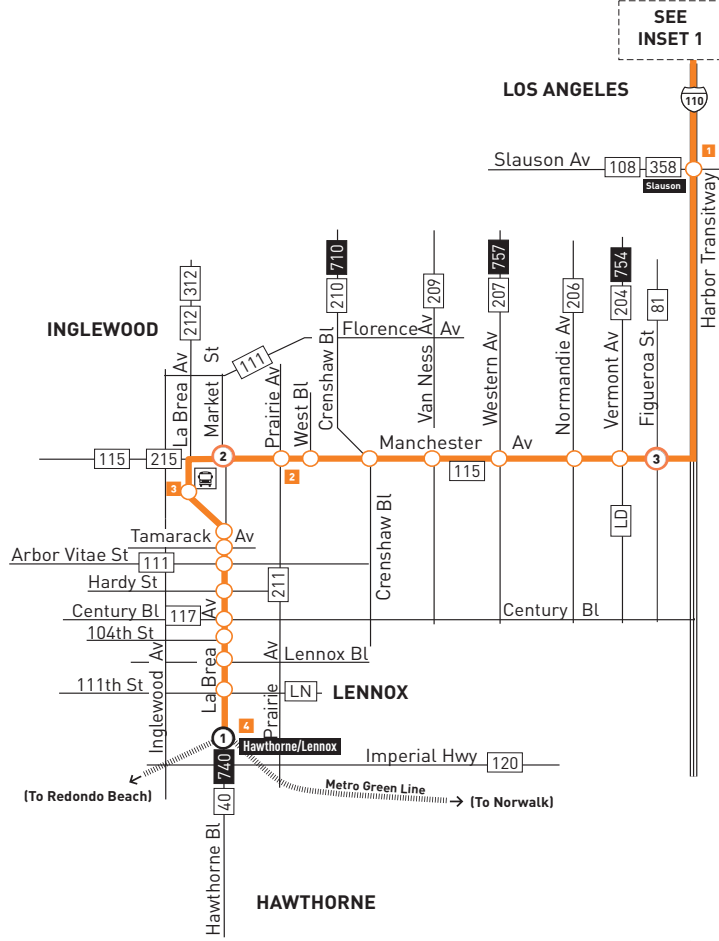 SEE
INSET 1
LOS ANGELES
110
1
Slauson Av
108
358
Slauson
Harbor Transitway
312
212
710
210
209
757
207
206
754
204
81
INGLEWOOD
Florence Av
111
La Brea Av
Market St
Prairie Av
West Bl
Crenshaw Bl
Van Ness Av
Western Av
Normandie Av
Vermont Av
Figueroa St
115
215
2
Manchester Av
3
2
115
3
LD
Tamarack Av
Arbor Vitae St
111
Crenshaw Bl
Hardy St
211
Century Bl
117
Century Bl
104th St
Lennox Bl
111th St
LN
LENNOX
Inglewood Av
La Brea Av
Prairie Av
4
1
Hawthorne/Lennox
740
Imperial Hwy
120
Metro Green Line
(To Redondo Beach)
(To Norwalk)
40
Hawthorne Bl
HAWTHORNE